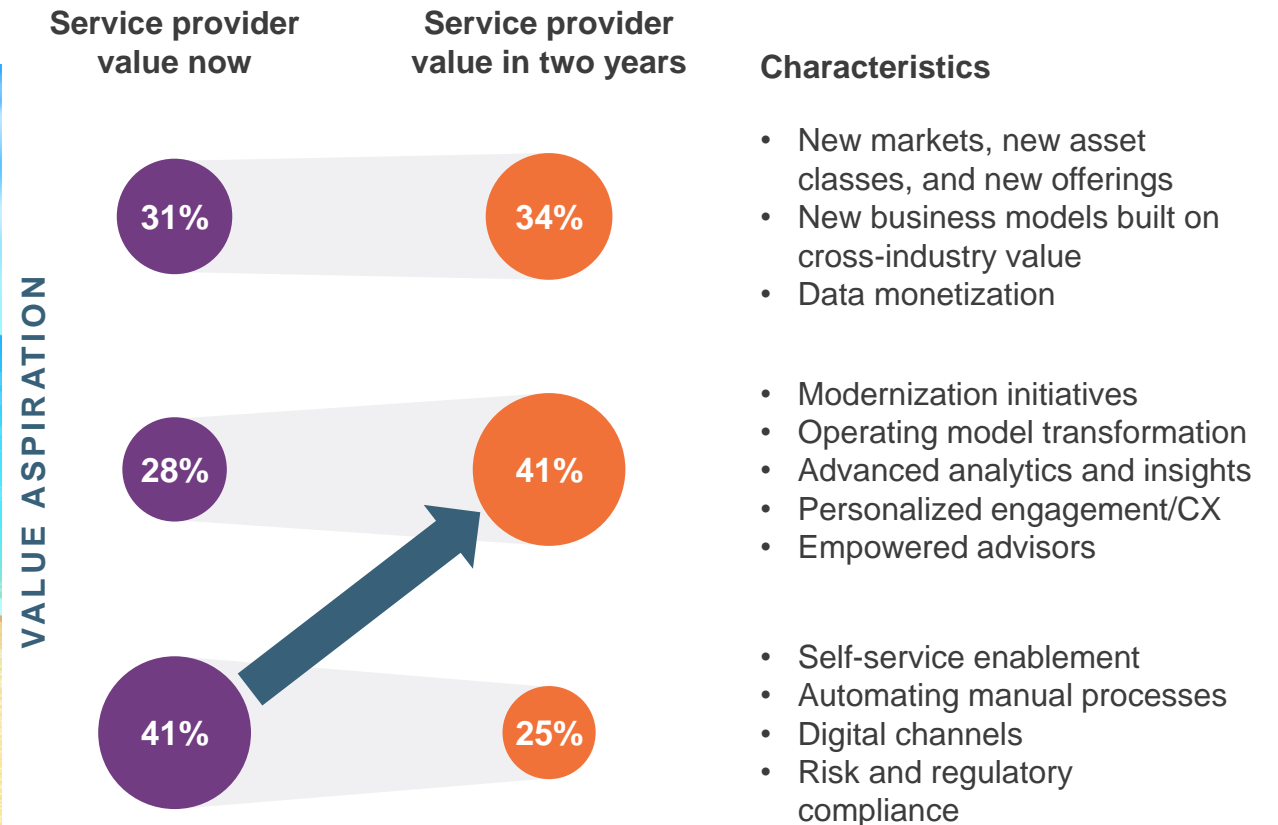 Service provider
value now
Service provider
value in two years
Characteristics
VALUE ASPIRATION
31%
34%
• New markets, new asset
classes, and new offerings
• New business models built on
cross-industry value
• Data monetization
28%
41%
• Modernization initiatives
• Operating model transformation
• Advanced analytics and insights
• Personalized engagement/CX
• Empowered advisors
41%
25%
• Self-service enablement
• Automating manual processes
• Digital channels
• Risk and regulatory
compliance